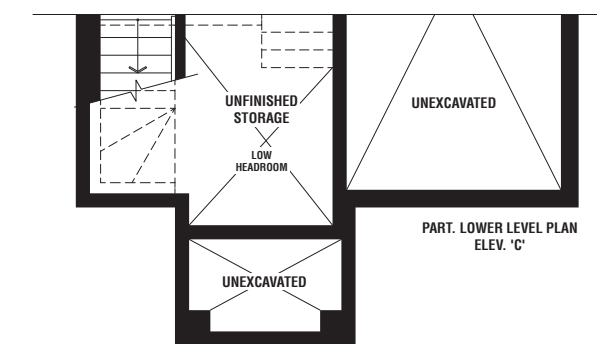 UNFINISHED
STORAGE
LOW
HEADROOM
UNEXCAVATED
PART. LOWER LEVEL PLAN
ELEV. 'C'
UNEXCAVATED